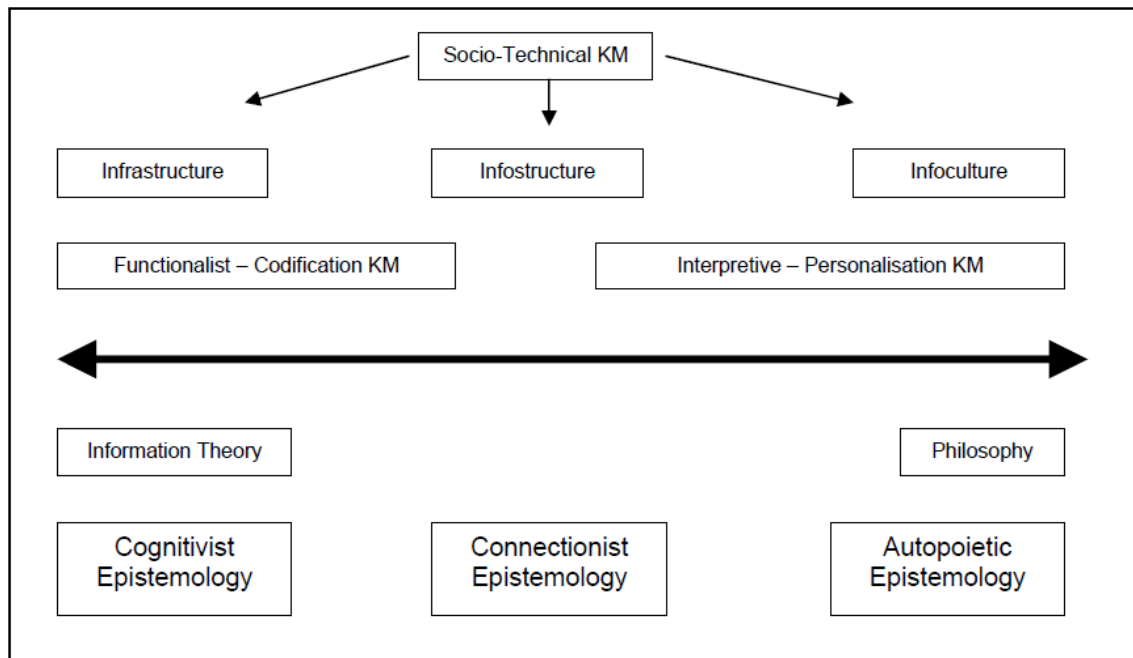 Socio-Technical KM
Infrastructure
Infostructure
Infoculture
Functionalist – Codification KM
Interpretive – Personalisation KM
Information Theory
Philosophy
Cognitivist
Epistemology
Connectionist
Epistemology
Autopoietic
Epistemology